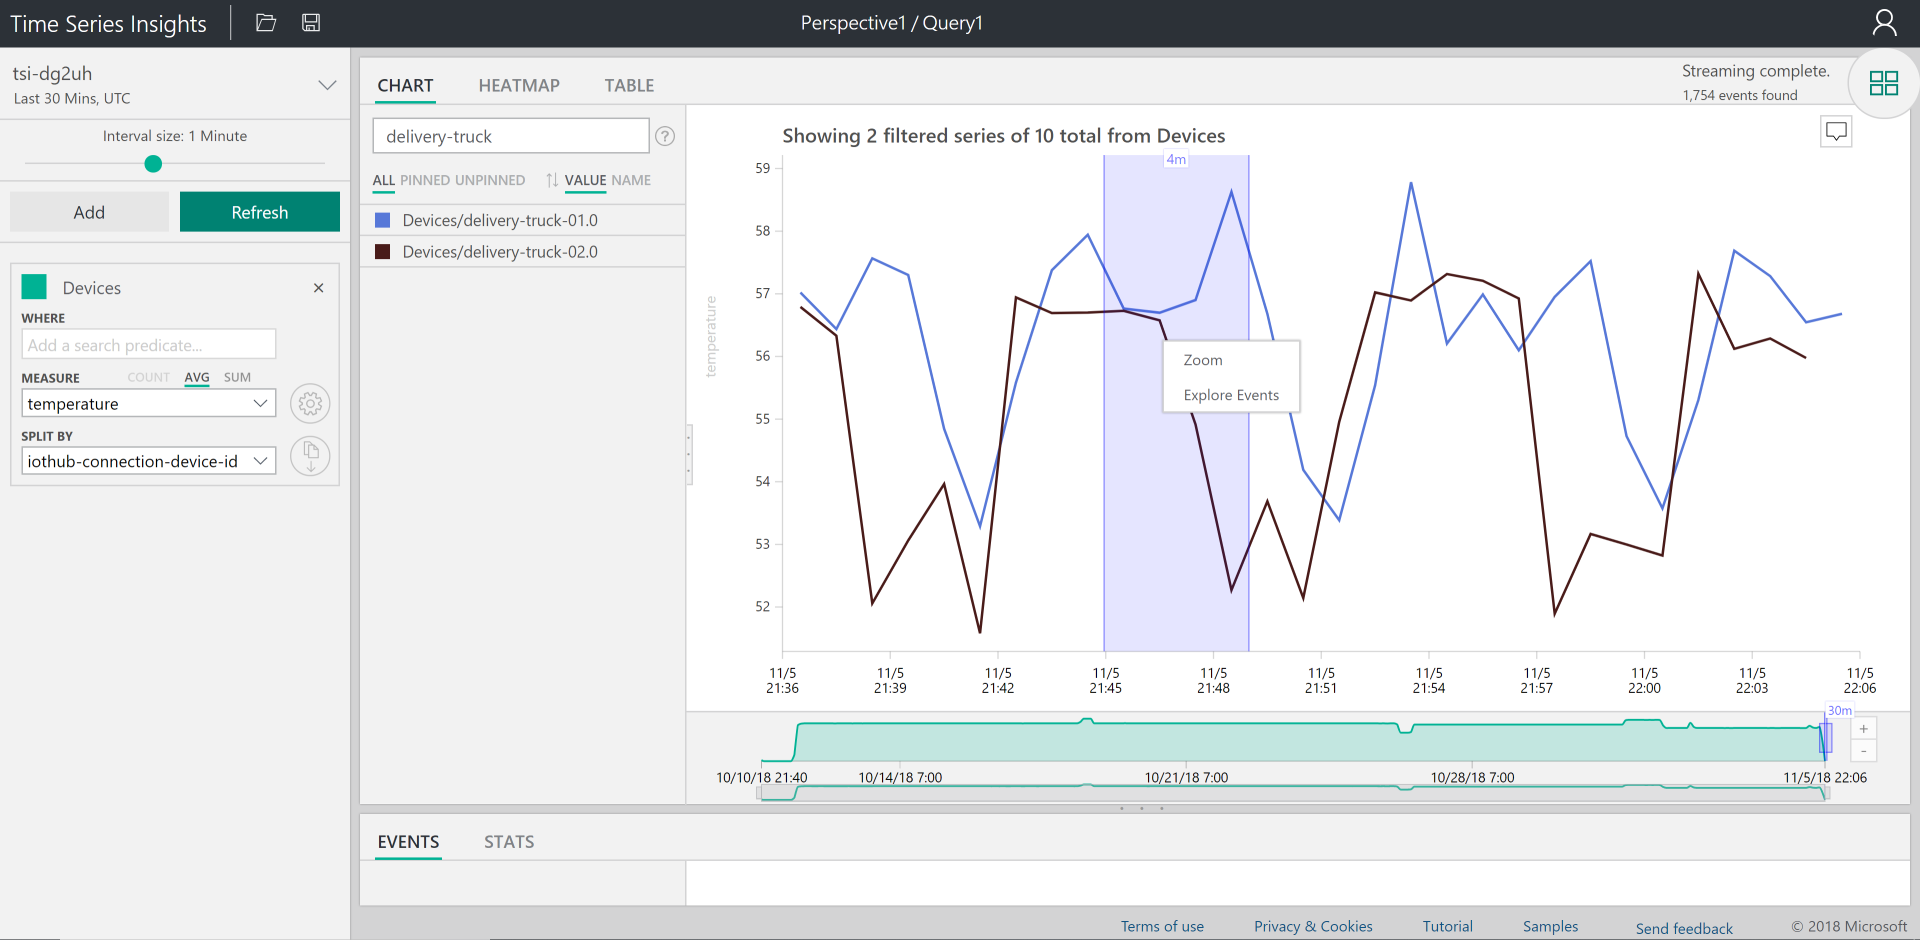 Time Series Insights
Perspective1 / Query1
tsi-dg2uh
Last 30 Mins, UTC
Interval size: 1 Minute
Add
Refresh
Devices
WHERE
Add a search predicate...
MEASURE COUNT AVG SUM
temperature
SPLIT BY
iothub-connection-device-id
CHART HEATMAP TABLE
Streaming complete.
1,754 events found
delivery-truck
?
ALL PINNED UNPINNED VALUE NAME
Devices/delivery-truck-01.0
Devices/delivery-truck-02.0
Showing 2 filtered series of 10 total from Devices
4m
59
58
57
56
55
54
53
52
temperature
Zoom
Explore Events
11/5 11/5 11/5 11/5 11/5 11/5 11/5 11/5 11/5 11/5 11/5
21:36 21:39 21:42 21:45 21:48 21:51 21:54 21:57 22:00 22:03 22:06
30m
+
-
10/10/18 21:40 10/14/18 7:00 10/21/18 7:00 10/28/18 7:00 11/5/18 22:06
EVENTS STATS
Terms of use Privacy & Cookies Tutorial Samples Send feedback © 2018 Microsoft